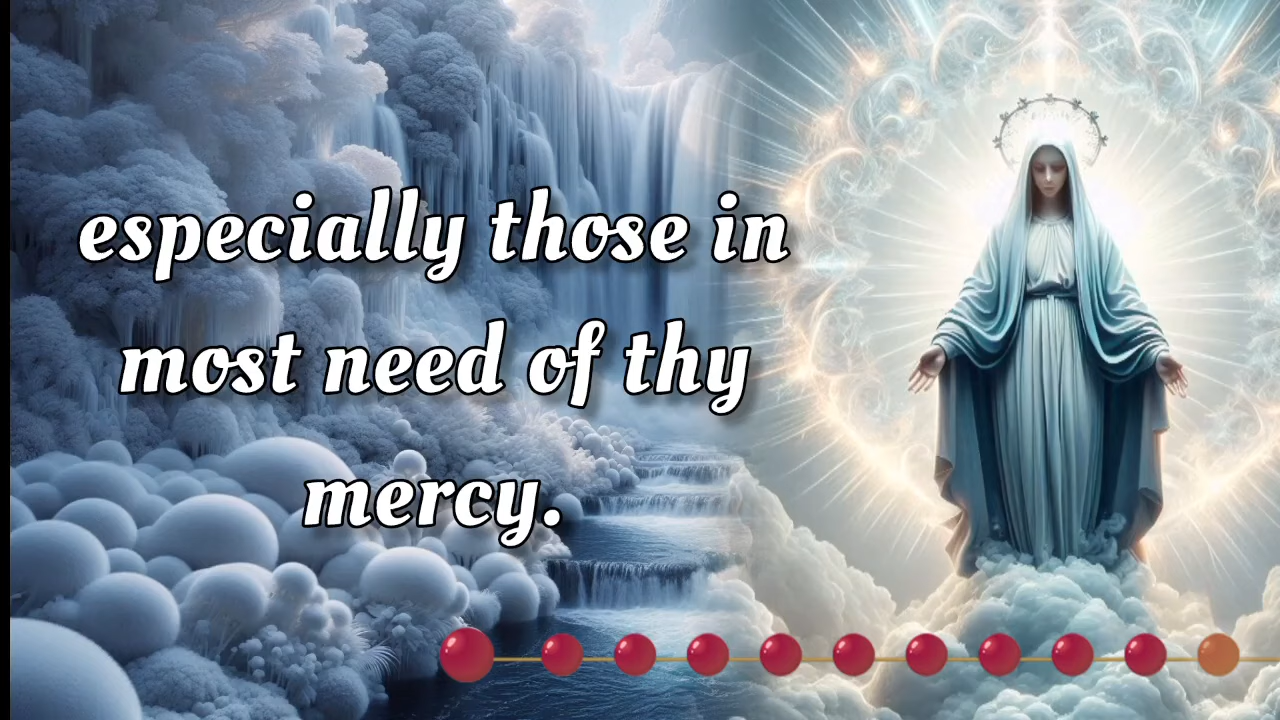 especially those in
most need of thy
mercy.